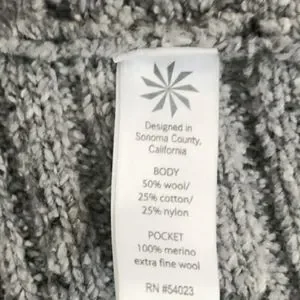 Designed in
Sonoma County,
California
BODY
50% wool/
25% cotton/
25% nylon
POCKET
100% merino
extra fine wool
RN #54023